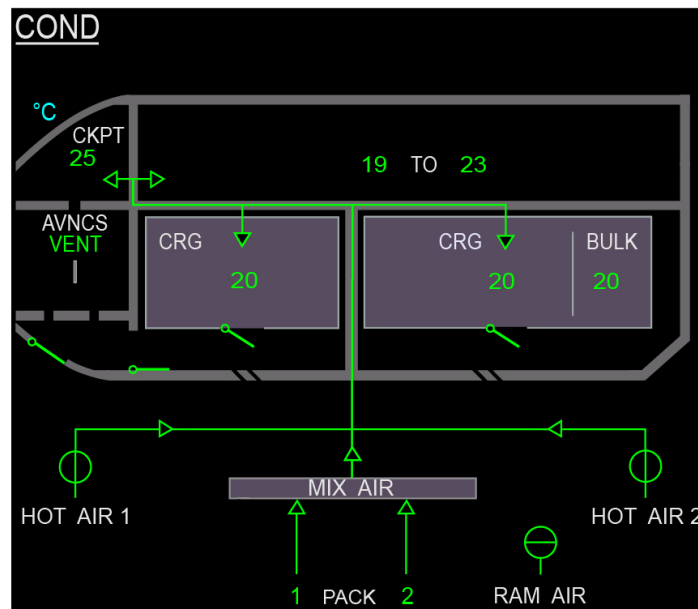 COND
°C
CKPT
25
19 TO 23
AVNCS
VENT
CRG
20
CRG
20
BULK
20
MIX AIR
HOT AIR 1
HOT AIR 2
1 PACK 2
RAM AIR